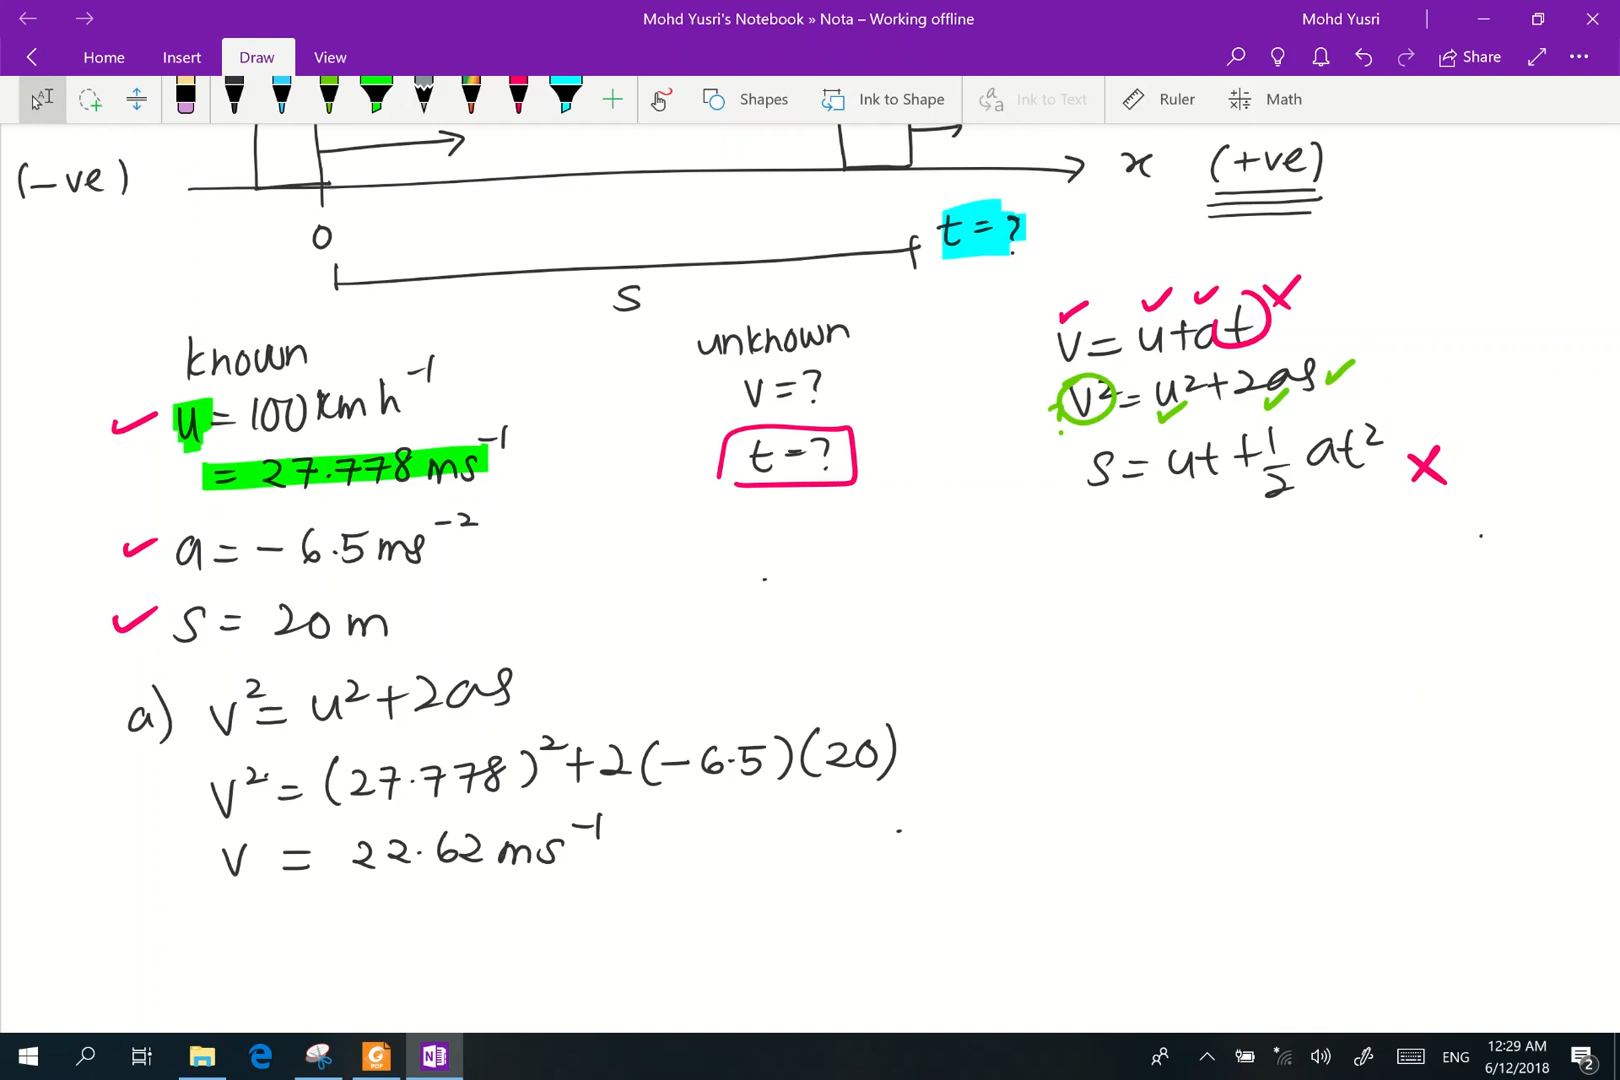 Mohd Yusri's Notebook » Nota – Working offline
Mohd Yusri
Home Insert Draw View
Share
Shapes Ink to Shape Ink to Text Ruler Math
(-ve)
x (+ve)
0
t = ?
s
known
u = 100 km h⁻¹
= 27.778 ms⁻¹
a = - 6.5 ms⁻²
s = 20 m
unknown
v = ?
t = ?
v = u + at
v² = u² + 2as
s = ut + 1/2 at²
a) v² = u² + 2as
v² = (27.778)² + 2(-6.5)(20)
v = 22.62 ms⁻¹
ENG
12:29 AM
6/12/2018
2